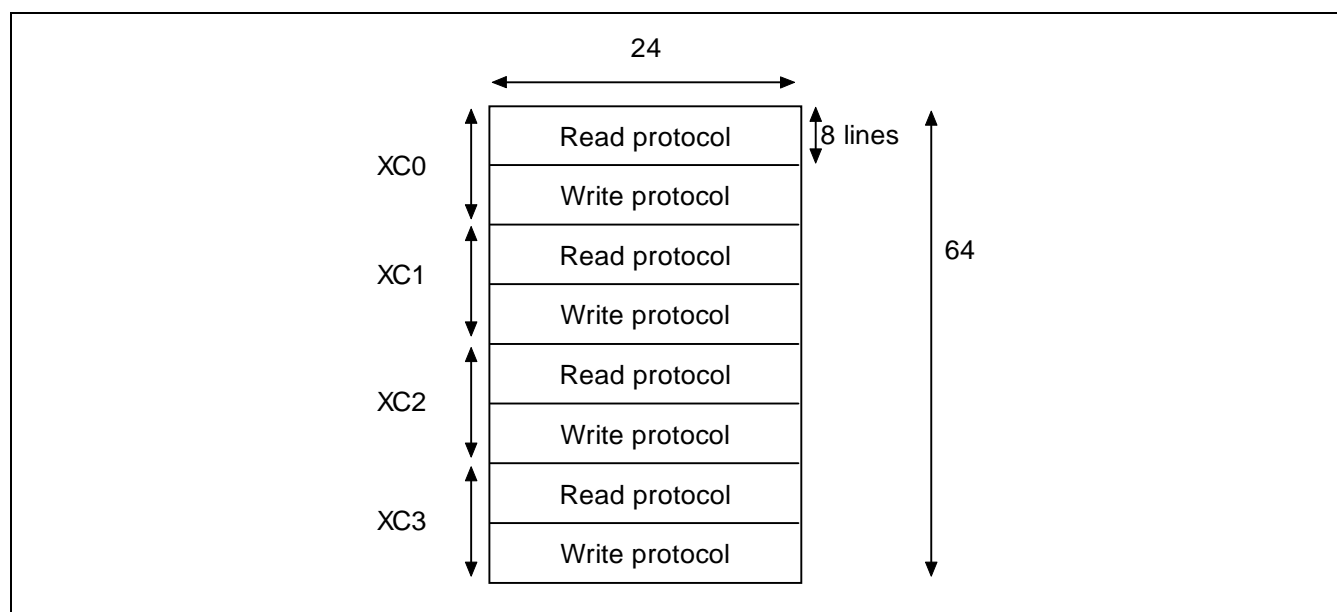 24
Read protocol
8 lines
XC0
Write protocol
Read protocol
64
XC1
Write protocol
Read protocol
XC2
Write protocol
Read protocol
XC3
Write protocol